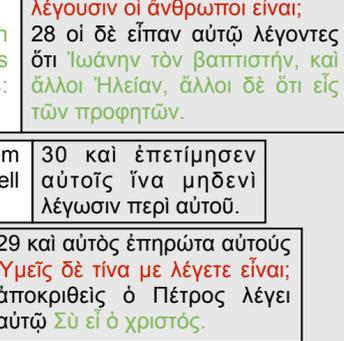 λέγουσιν οἱ ἄνθρωποι εἶναι;
28 οἱ δὲ εἶπαν αὐτῷ λέγοντες
ὅτι Ἰωάνην τὸν βαπτιστήν, καὶ
ἄλλοι Ἠλείαν, ἄλλοι δὲ ὅτι εἷς
τῶν προφητῶν.
30 καὶ ἐπετίμησεν
αὐτοῖς ἵνα μηδενὶ
λέγωσιν περὶ αὐτοῦ.
29 καὶ αὐτὸς ἐπηρώτα αὐτούς
Ὑμεῖς δὲ τίνα με λέγετε εἶναι;
ἀποκριθεὶς ὁ Πέτρος λέγει
αὐτῷ Σὺ εἶ ὁ χριστός.